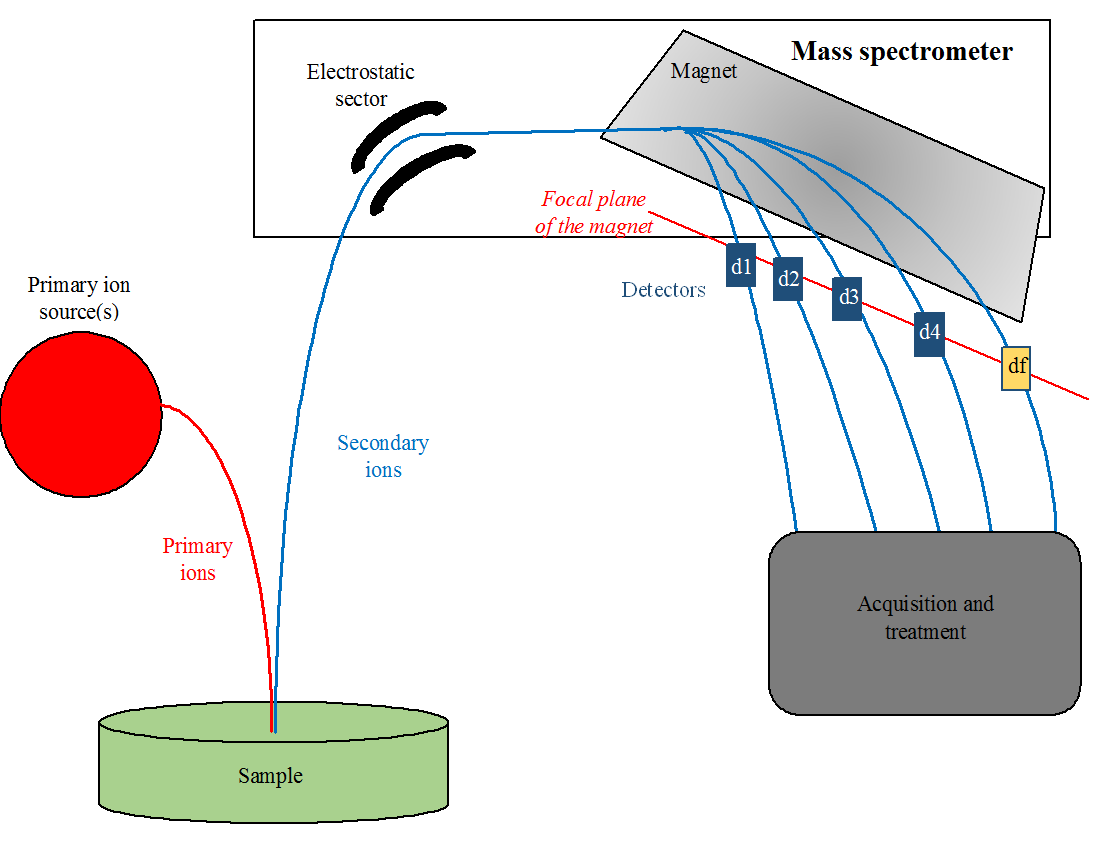 Mass spectrometer
Electrostatic
sector
Magnet
Focal plane
of the magnet
Primary ion
source(s)
Detectors
d1
d2
d3
d4
df
Secondary
ions
Primary
ions
Acquisition and
treatment
Sample